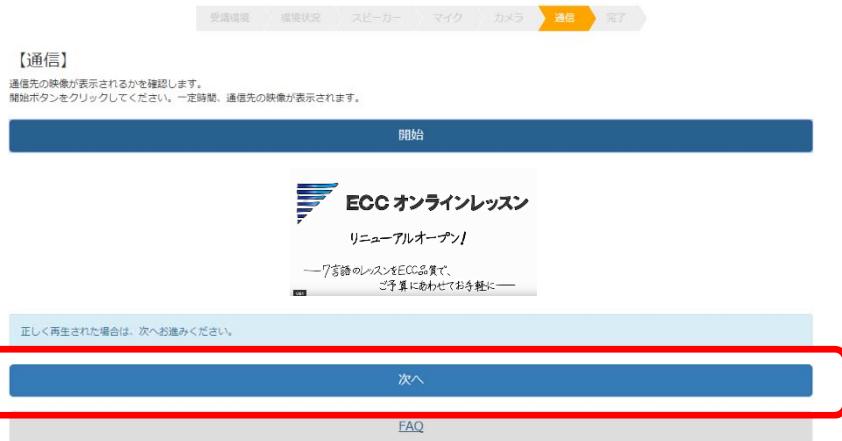 受講環境 環境状況 スピーカー マイク カメラ 通信 完了
【通信】
通信先の映像が表示されるかを確認します。
開始ボタンをクリックしてください。一定時間、通信先の映像が表示されます。
開始
ECC オンラインレッスン
リニューアルオープン!
――7言語のレッスンをECC品質で、
ご予算にあわせてお手軽に――
正しく再生された場合は、次へお進みください。
次へ
FAQ